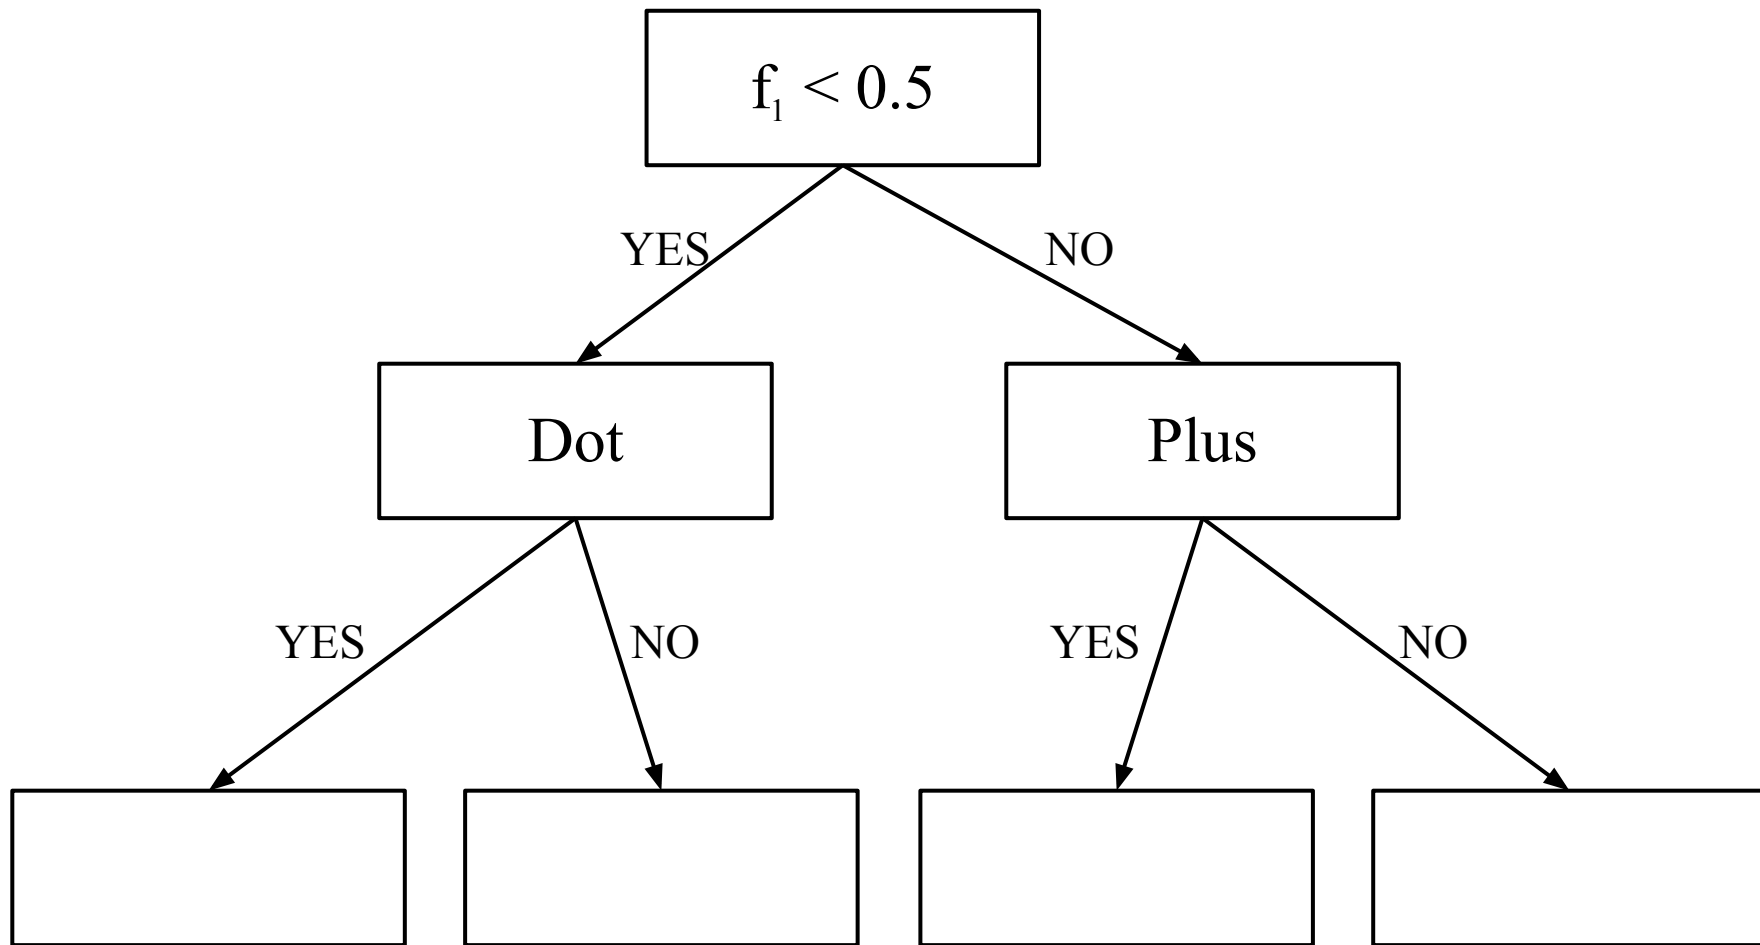 f₁ < 0.5
YES
NO
Dot
Plus
YES
NO
YES
NO